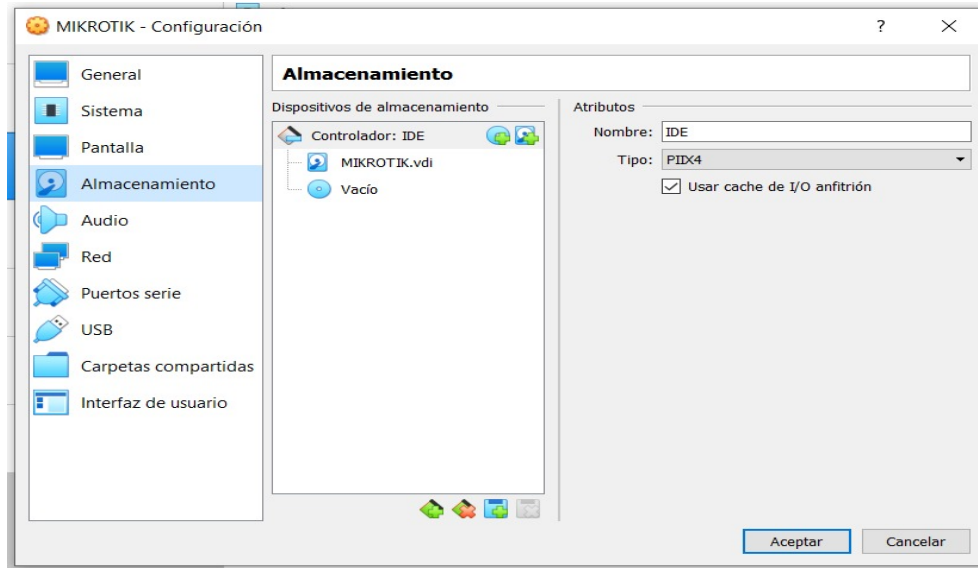 MIKROTIK - Configuración
?
General
Sistema
Pantalla
Almacenamiento
Audio
Red
Puertos serie
USB
Carpetas compartidas
Interfaz de usuario
Almacenamiento
Dispositivos de almacenamiento
Controlador: IDE
MIKROTIK.vdi
Vacío
Atributos
Nombre: IDE
Tipo: PIIX4
Usar cache de I/O anfitrión
Aceptar Cancelar